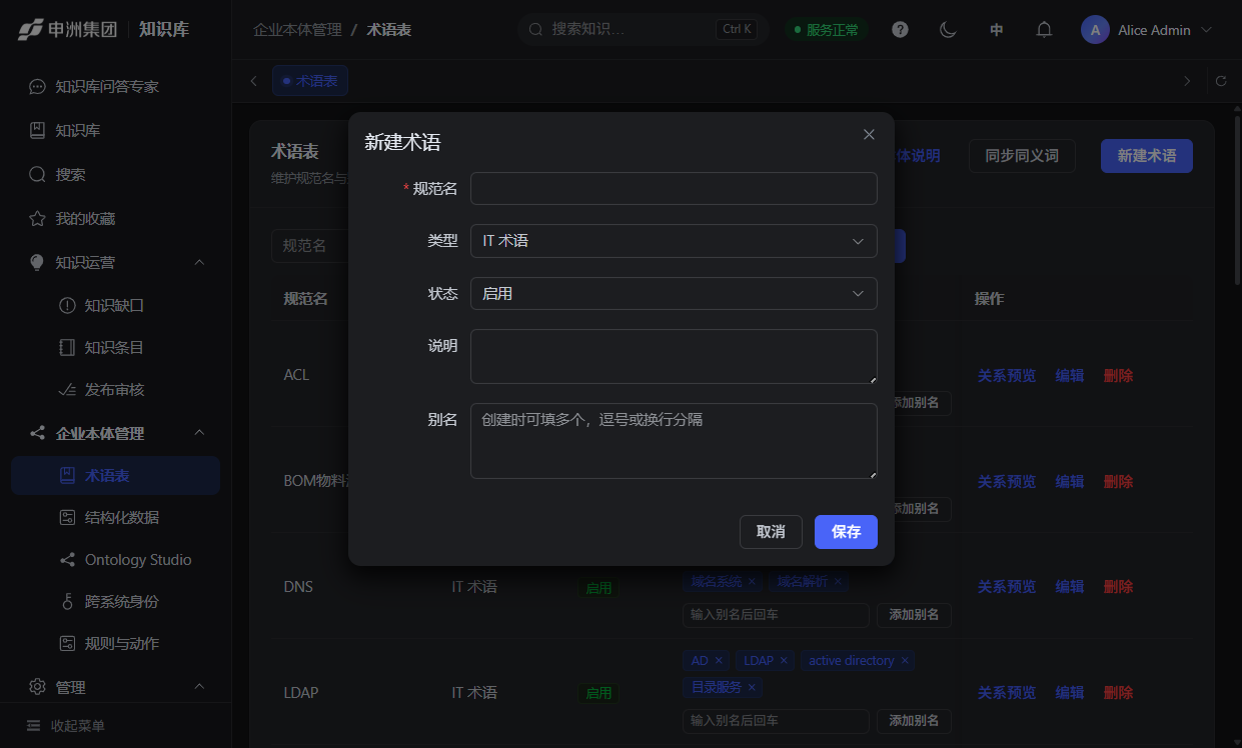 申洲集团 知识库
企业本体管理 / 术语表
搜索知识… Ctrl K
服务正常
中
A Alice Admin
知识库问答专家
知识库
搜索
我的收藏
知识运营
知识缺口
知识条目
发布审核
企业本体管理
术语表
结构化数据
Ontology Studio
跨系统身份
规则与动作
管理
收起菜单
术语表
术语表
维护规范名与
体说明 同步同义词 新建术语
规范名
规范名 操作
新建术语
* 规范名
类型 IT 术语
状态 启用
说明
别名 创建时可填多个，逗号或换行分隔
取消 保存
ACL 关系预览 编辑 删除
添加别名
BOM物料 关系预览 编辑 删除
添加别名
DNS IT 术语 启用 域名系统 × 域名解析 × 关系预览 编辑 删除
输入别名后回车 添加别名
LDAP IT 术语 启用 AD × LDAP × active directory × 关系预览 编辑 删除
目录服务 ×
输入别名后回车 添加别名